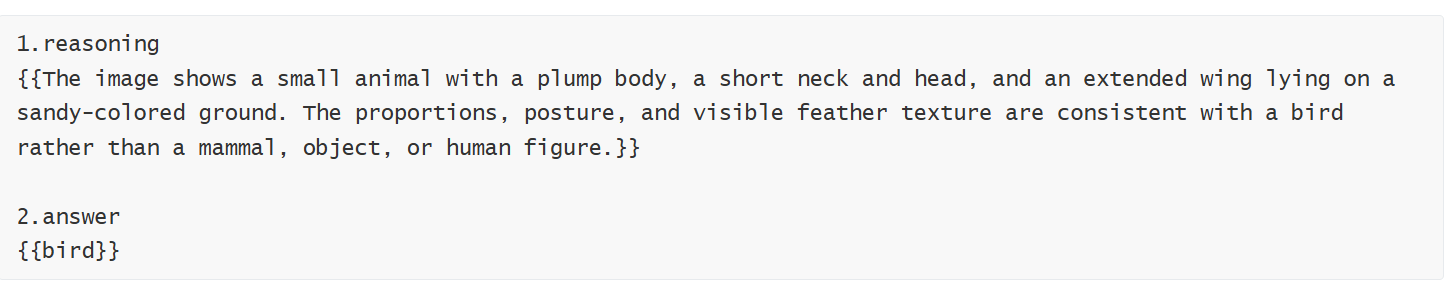 1.reasoning
{{The image shows a small animal with a plump body, a short neck and head, and an extended wing lying on a
sandy-colored ground. The proportions, posture, and visible feather texture are consistent with a bird
rather than a mammal, object, or human figure.}}
2.answer
{{bird}}